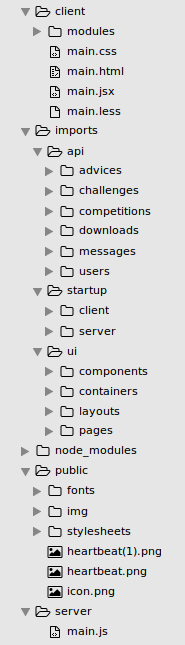 client
modules
main.css
main.html
main.jsx
main.less
imports
api
advices
challenges
competitions
downloads
messages
users
startup
client
server
ui
components
containers
layouts
pages
node_modules
public
fonts
img
stylesheets
heartbeat(1).png
heartbeat.png
icon.png
server
main.js